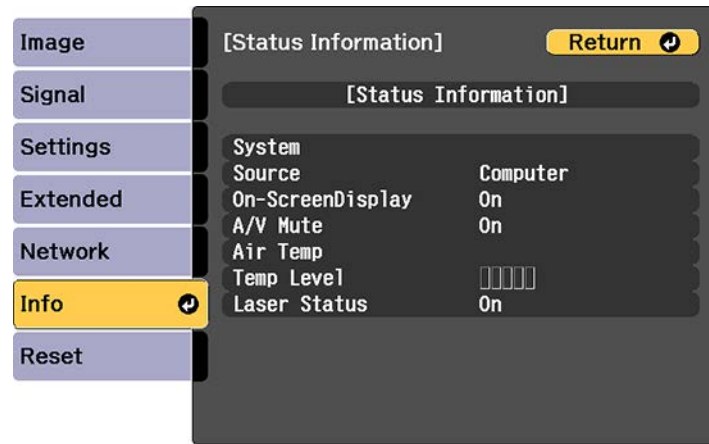 Image
Signal
Settings
Extended
Network
Info
Reset
[Status Information]
Return
[Status Information]
System
Source Computer
On-ScreenDisplay On
A/V Mute On
Air Temp
Temp Level
Laser Status On